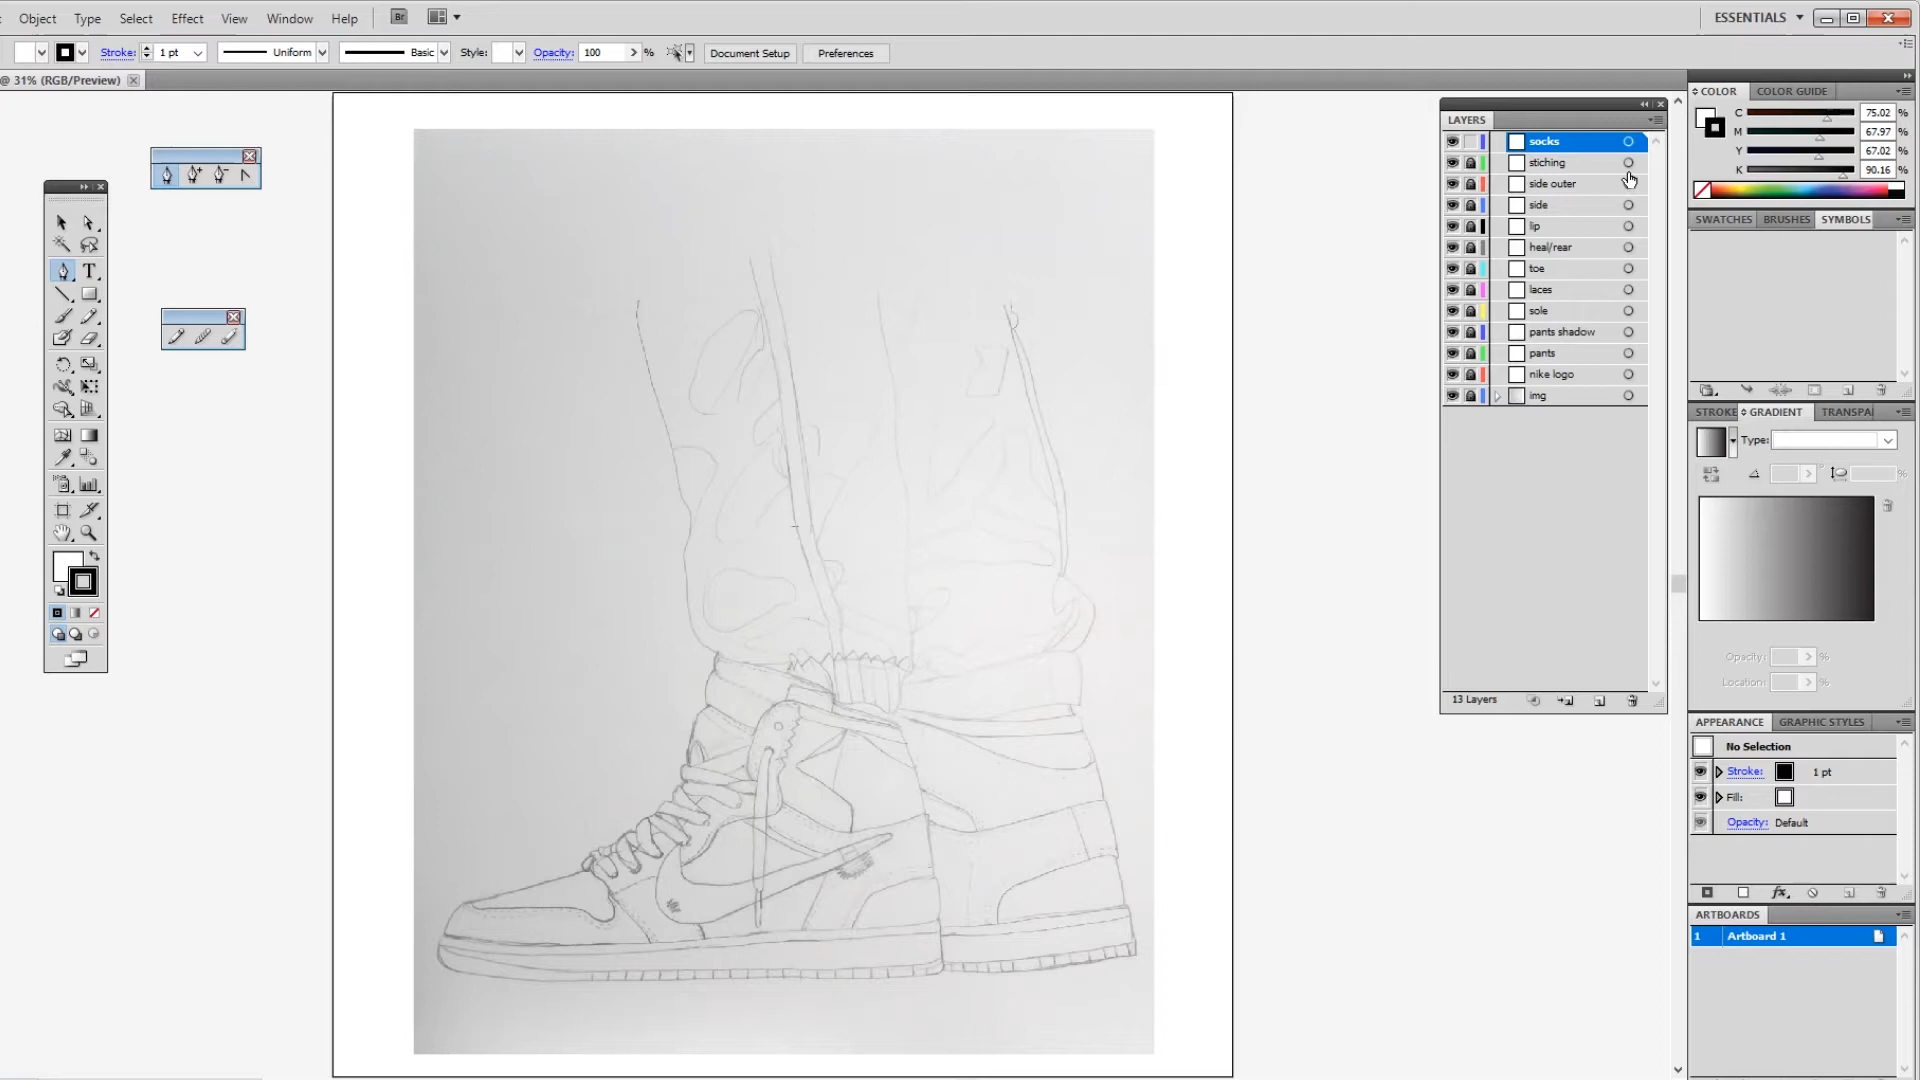 Object Type Select Effect View Window Help Br ESSENTIALS
Stroke: 1 pt Uniform Basic Style: Opacity: 100 % Document Setup Preferences
@ 31% (RGB/Preview)
COLOR COLOR GUIDE
C 75.02 %
M 67.97 %
Y 67.02 %
K 90.16 %
LAYERS
socks
stiching
side outer
side
lip
heal/rear
toe
laces
sole
pants shadow
pants
nike logo
img
13 Layers
SWATCHES BRUSHES SYMBOLS
STROKE GRADIENT TRANSPA
Type:
%
Opacity: %
Location: %
APPEARANCE GRAPHIC STYLES
No Selection
Stroke: 1 pt
Fill:
Opacity: Default
fx
ARTBOARDS
1 Artboard 1
T